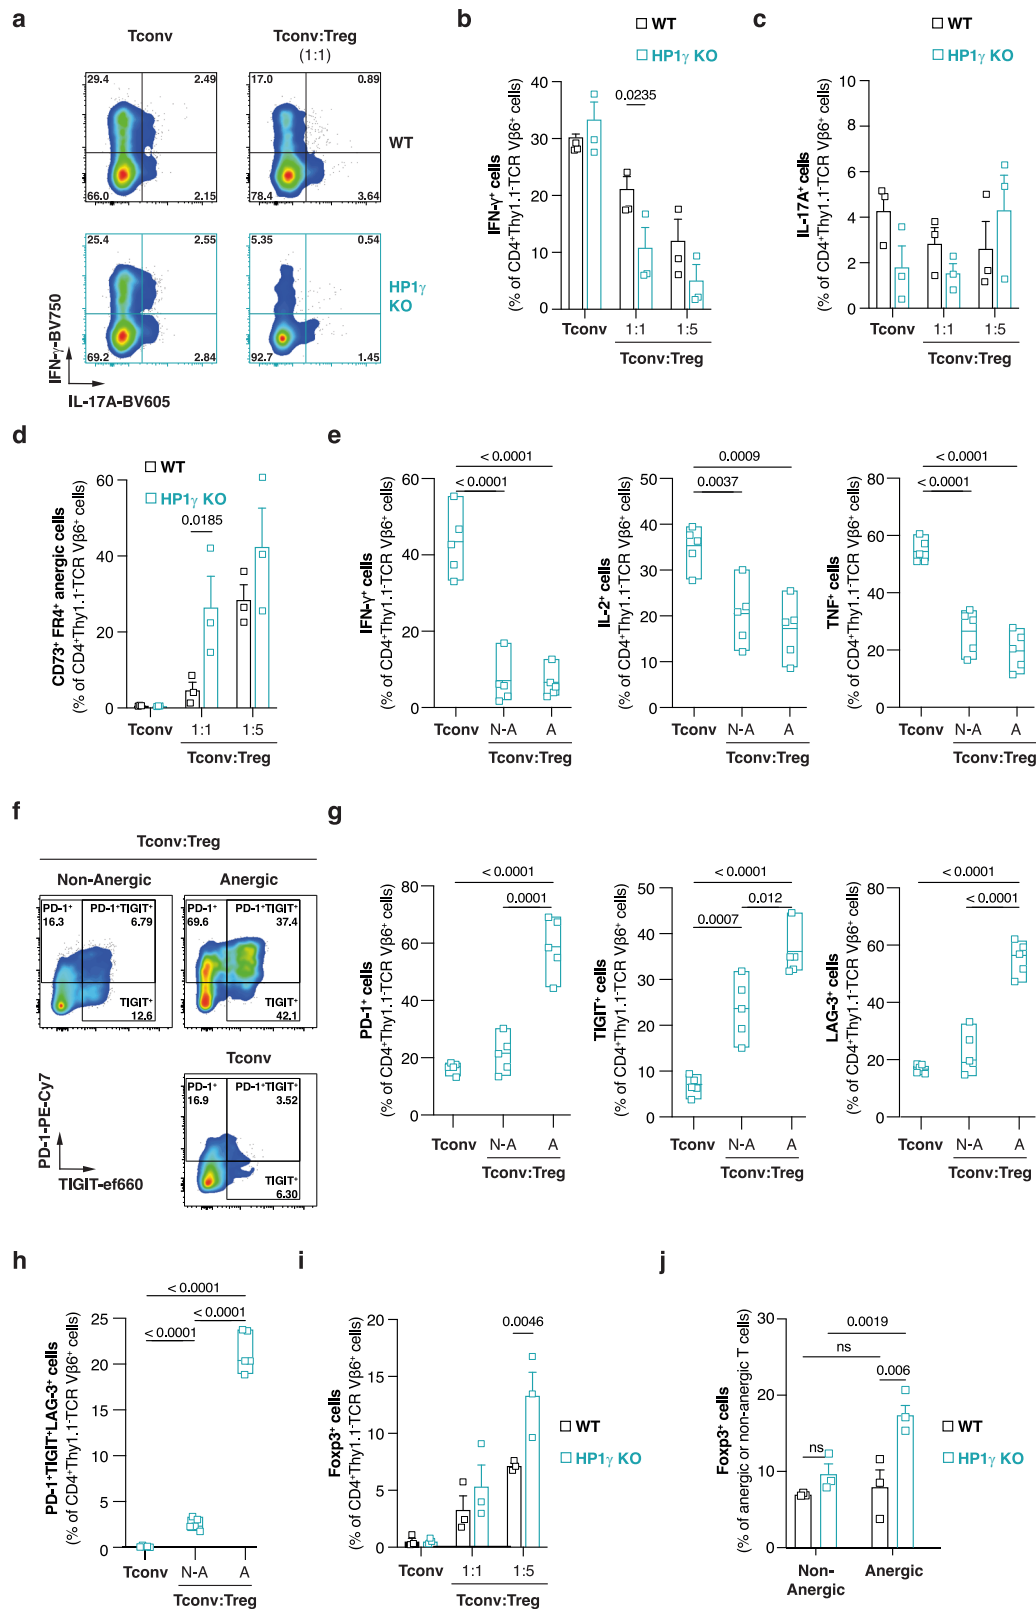 a
Tconv
Tconv:Treg
(1:1)
29.4
2.49
66.0
2.15
17.0
0.89
78.4
3.64
WT
25.4
2.55
69.2
2.84
5.35
0.54
92.7
1.45
HP1γ
KO
IFN-γ-BV750
IL-17A-BV605
b
WT
HP1γ KO
IFN-γ⁺ cells
(% of CD4⁺Thy1.1⁻TCR Vβ6⁺ cells)
40
30
20
10
0
0.0235
Tconv
1:1
1:5
Tconv:Treg
c
WT
HP1γ KO
IL-17A⁺ cells
(% of CD4⁺Thy1.1⁻TCR Vβ6⁺ cells)
10
8
6
4
2
0
Tconv
1:1
1:5
Tconv:Treg
d
WT
HP1γ KO
CD73⁺ FR4⁺ anergic cells
(% of CD4⁺Thy1.1⁻TCR Vβ6⁺ cells)
60
40
20
0
0.0185
Tconv
1:1
1:5
Tconv:Treg
e
IFN-γ⁺ cells
(% of CD4⁺Thy1.1⁻TCR Vβ6⁺ cells)
60
40
20
0
< 0.0001
< 0.0001
Tconv
N-A
A
Tconv:Treg
IL-2⁺ cells
(% of CD4⁺Thy1.1⁻TCR Vβ6⁺ cells)
50
40
30
20
10
0
0.0009
0.0037
Tconv
N-A
A
Tconv:Treg
TNF⁺ cells
(% of CD4⁺Thy1.1⁻TCR Vβ6⁺ cells)
80
60
40
20
0
< 0.0001
< 0.0001
Tconv
N-A
A
Tconv:Treg
f
Tconv:Treg
Non-Anergic
Anergic
PD-1⁺
16.3
PD-1⁺TIGIT⁺
6.79
TIGIT⁺
12.6
PD-1⁺
69.6
PD-1⁺TIGIT⁺
37.4
TIGIT⁺
42.1
Tconv
PD-1⁺
16.9
PD-1⁺TIGIT⁺
3.52
TIGIT⁺
6.30
PD-1-PE-Cy7
TIGIT-ef660
g
PD-1⁺ cells
(% of CD4⁺Thy1.1⁻TCR Vβ6⁺ cells)
80
60
40
20
0
< 0.0001
0.0001
Tconv
N-A
A
Tconv:Treg
TIGIT⁺ cells
(% of CD4⁺Thy1.1⁻TCR Vβ6⁺ cells)
50
40
30
20
10
0
< 0.0001
0.012
0.0007
Tconv
N-A
A
Tconv:Treg
LAG-3⁺ cells
(% of CD4⁺Thy1.1⁻TCR Vβ6⁺ cells)
80
60
40
20
0
< 0.0001
< 0.0001
Tconv
N-A
A
Tconv:Treg
h
PD-1⁺TIGIT⁺LAG-3⁺ cells
(% of CD4⁺Thy1.1⁻TCR Vβ6⁺ cells)
25
20
15
10
5
0
< 0.0001
< 0.0001
< 0.0001
Tconv
N-A
A
Tconv:Treg
i
Foxp3⁺ cells
(% of CD4⁺Thy1.1⁻TCR Vβ6⁺ cells)
20
15
10
5
0
0.0046
Tconv
1:1
1:5
Tconv:Treg
WT
HP1γ KO
j
Foxp3⁺ cells
(% of anergic or non-anergic T cells)
30
20
10
0
0.0019
ns
0.006
ns
Non-
Anergic
Anergic
WT
HP1γ KO